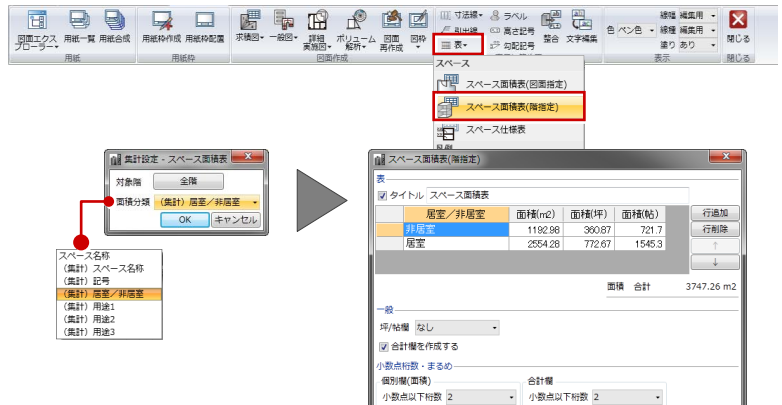 図面エクス
プローラー▾
用紙一覧
用紙合成
用紙枠作成
用紙枠配置
求積図▾
一般図▾
詳細
実施図▾
ボリューム
解析▾
図面
再作成
図枠
寸法線▾
ラベル
引出線
高さ記号
表▾
勾配記号
整合
文字編集
色 ペン色
線幅 編集用
線種 編集用
塗り あり
閉じる
用紙
用紙枠
図面作成
表示
閉じる
スペース
スペース面積表(図面指定)
スペース面積表(階指定)
スペース仕様表
集計設定 - スペース面積表
対象階 全階
面積分類 (集計) 居室/非居室
OK キャンセル
スペース名称
(集計) スペース名称
(集計) 記号
(集計) 居室/非居室
(集計) 用途1
(集計) 用途2
(集計) 用途3
スペース面積表(階指定)
表
タイトル スペース面積表
居室/非居室 面積(m2) 面積(坪) 面積(帖)
非居室 1192.98 360.87 721.7
居室 2554.28 772.67 1545.3
行追加
行削除
↑
↓
面積 合計 3747.26 m2
一般
坪/帖欄 なし
合計欄を作成する
小数点桁数・まるめ
個別欄(面積)
小数点以下桁数 2
合計欄
小数点以下桁数 2